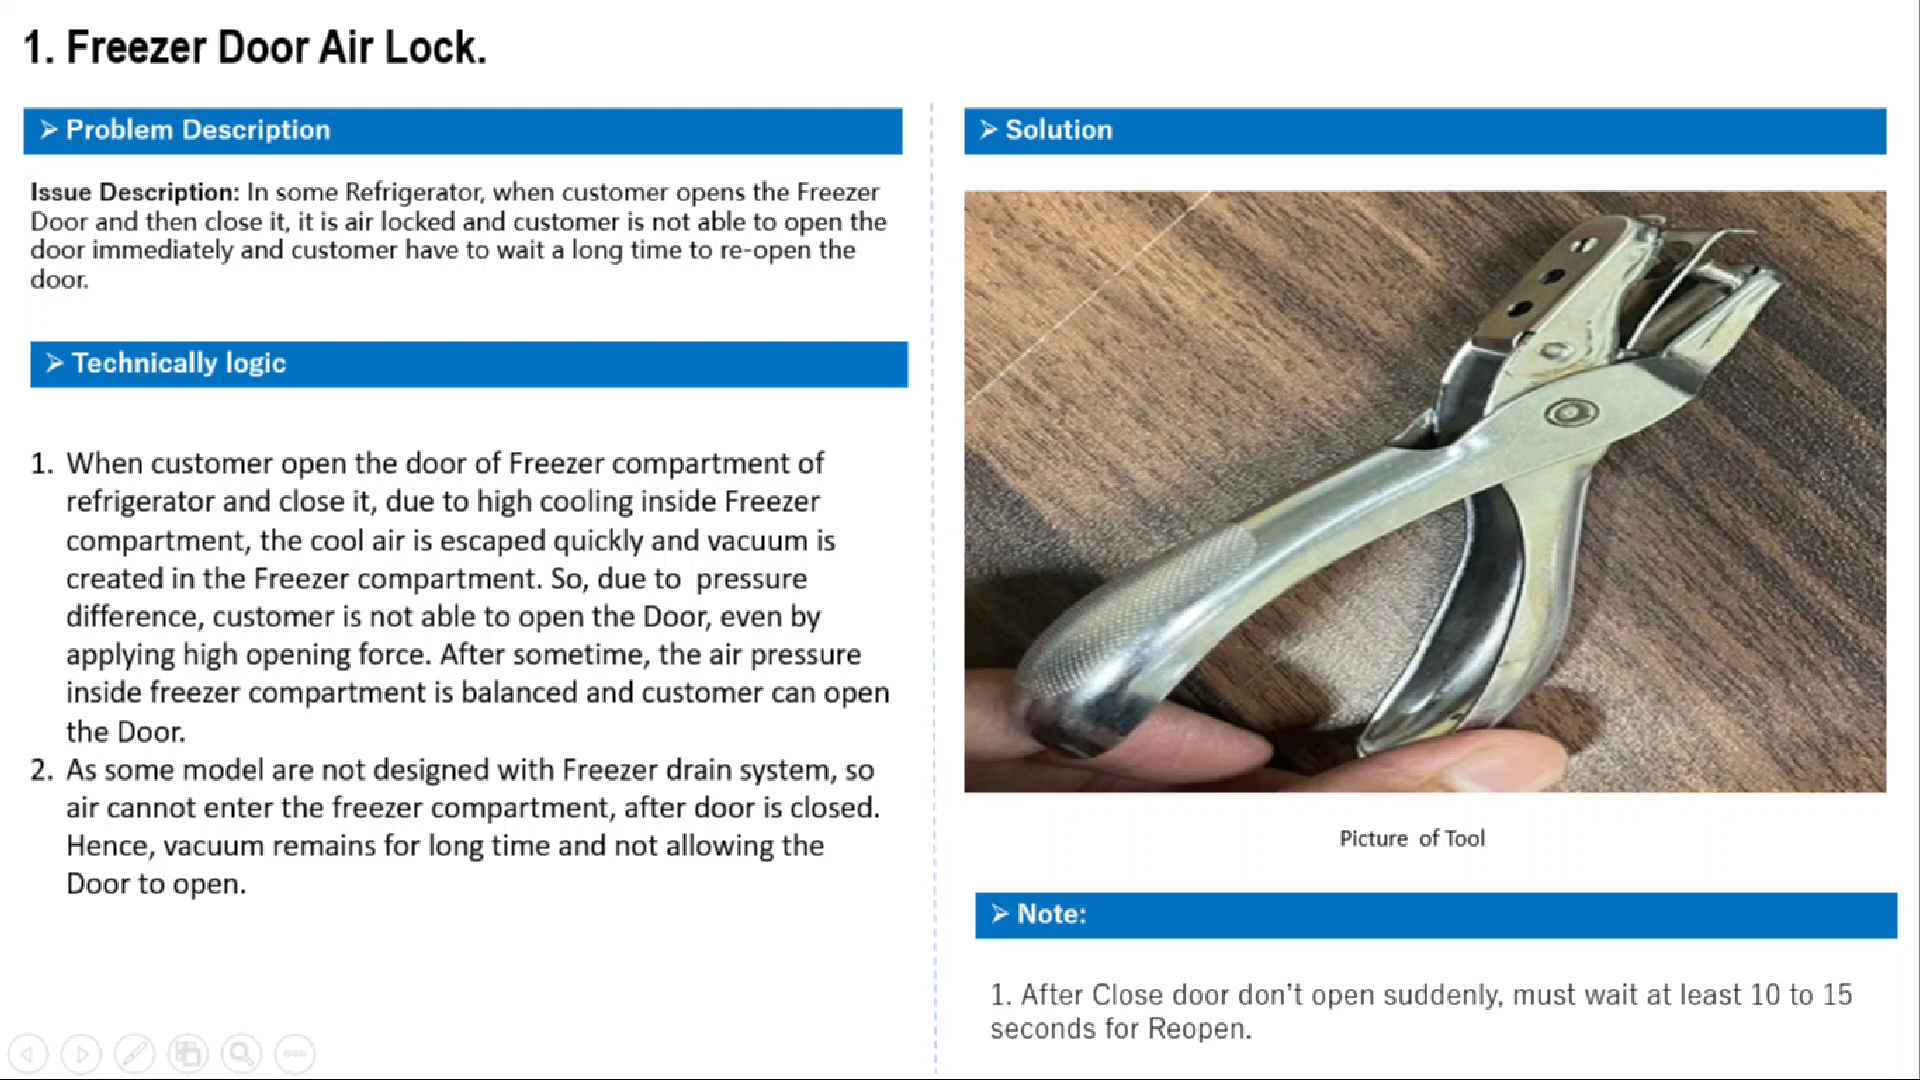 1. Freezer Door Air Lock.
➢ Problem Description
Issue Description: In some Refrigerator, when customer opens the Freezer
Door and then close it, it is air locked and customer is not able to open the
door immediately and customer have to wait a long time to re-open the
door.
➢ Technically logic
1. When customer open the door of Freezer compartment of
refrigerator and close it, due to high cooling inside Freezer
compartment, the cool air is escaped quickly and vacuum is
created in the Freezer compartment. So, due to pressure
difference, customer is not able to open the Door, even by
applying high opening force. After sometime, the air pressure
inside freezer compartment is balanced and customer can open
the Door.
2. As some model are not designed with Freezer drain system, so
air cannot enter the freezer compartment, after door is closed.
Hence, vacuum remains for long time and not allowing the
Door to open.
➢ Solution
Picture of Tool
➢ Note:
1. After Close door don't open suddenly, must wait at least 10 to 15
seconds for Reopen.